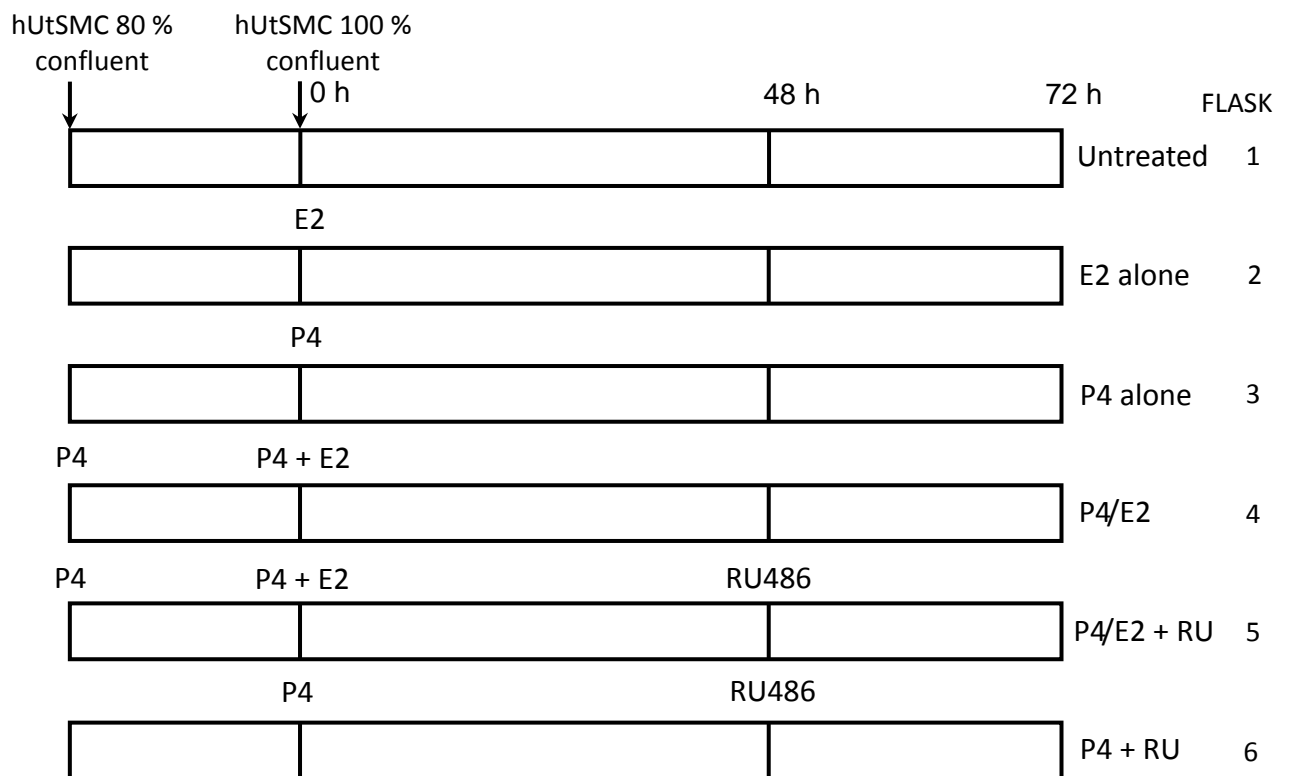 hUtSMC 80 %
confluent
hUtSMC 100 %
confluent
0 h
48 h
72 h
FLASK
Untreated 1
E2
E2 alone 2
P4
P4 alone 3
P4 P4 + E2
P4/E2 4
P4 P4 + E2 RU486
P4/E2 + RU 5
P4 RU486
P4 + RU 6